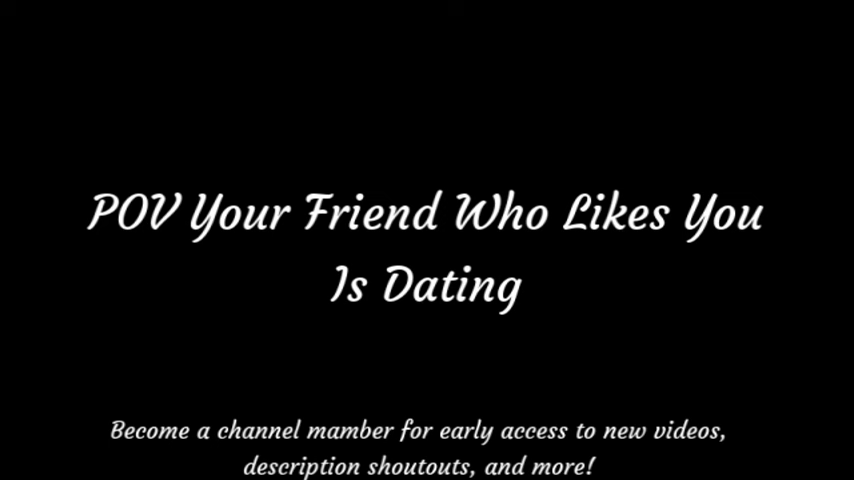 POV Your Friend Who Likes You
Is Dating
Become a channel mamber for early access to new videos,
description shoutouts, and more!